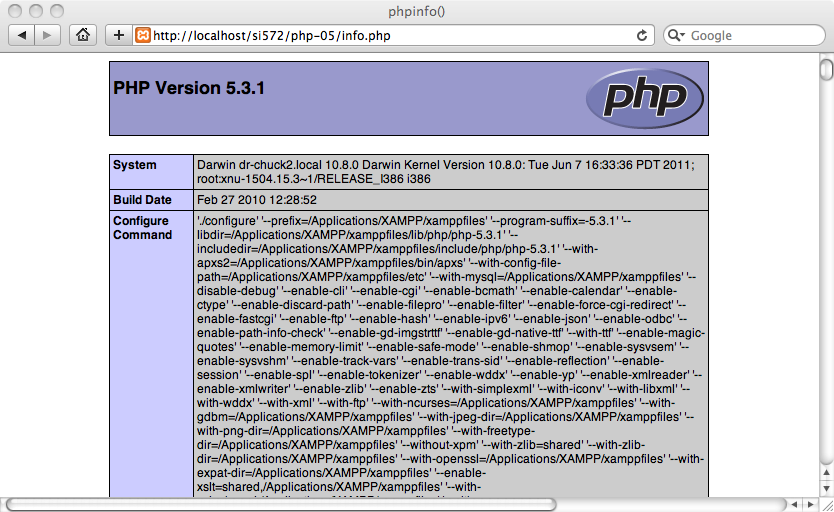 phpinfo()
http://localhost/si572/php-05/info.php
Google
PHP Version 5.3.1
php
System
Darwin dr-chuck2.local 10.8.0 Darwin Kernel Version 10.8.0: Tue Jun 7 16:33:36 PDT 2011;
root:xnu-1504.15.3~1/RELEASE_I386 i386
Build Date
Feb 27 2010 12:28:52
Configure
Command
'./configure' '--prefix=/Applications/XAMPP/xamppfiles' '--program-suffix=-5.3.1' '--
libdir=/Applications/XAMPP/xamppfiles/lib/php/php-5.3.1' '--
includedir=/Applications/XAMPP/xamppfiles/include/php/php-5.3.1' '--with-
apxs2=/Applications/XAMPP/xamppfiles/bin/apxs' '--with-config-file-
path=/Applications/XAMPP/xamppfiles/etc' '--with-mysql=/Applications/XAMPP/xamppfiles' '--
disable-debug' '--enable-cli' '--enable-cgi' '--enable-bcmath' '--enable-calendar' '--enable-
ctype' '--enable-discard-path' '--enable-filepro' '--enable-filter' '--enable-force-cgi-redirect' '--
enable-fastcgi' '--enable-ftp' '--enable-hash' '--enable-ipv6' '--enable-json' '--enable-odbc' '--
enable-path-info-check' '--enable-gd-imgstrttf' '--enable-gd-native-ttf' '--with-ttf' '--enable-magic-
quotes' '--enable-memory-limit' '--enable-safe-mode' '--enable-shmop' '--enable-sysvsem' '--
enable-sysvshm' '--enable-track-vars' '--enable-trans-sid' '--enable-reflection' '--enable-
session' '--enable-spl' '--enable-tokenizer' '--enable-wddx' '--enable-yp' '--enable-xmlreader' '--
enable-xmlwriter' '--enable-zlib' '--enable-zts' '--with-simplexml' '--with-iconv' '--with-libxml' '--
with-wddx' '--with-xml' '--with-ftp' '--with-ncurses=/Applications/XAMPP/xamppfiles' '--with-
gdbm=/Applications/XAMPP/xamppfiles' '--with-jpeg-dir=/Applications/XAMPP/xamppfiles' '--
with-png-dir=/Applications/XAMPP/xamppfiles' '--with-freetype-
dir=/Applications/XAMPP/xamppfiles' '--without-xpm' '--with-zlib=shared' '--with-zlib-
dir=/Applications/XAMPP/xamppfiles' '--with-openssl=/Applications/XAMPP/xamppfiles' '--with-
expat-dir=/Applications/XAMPP/xamppfiles' '--enable-
xslt=shared,/Applications/XAMPP/xamppfiles' '--with-